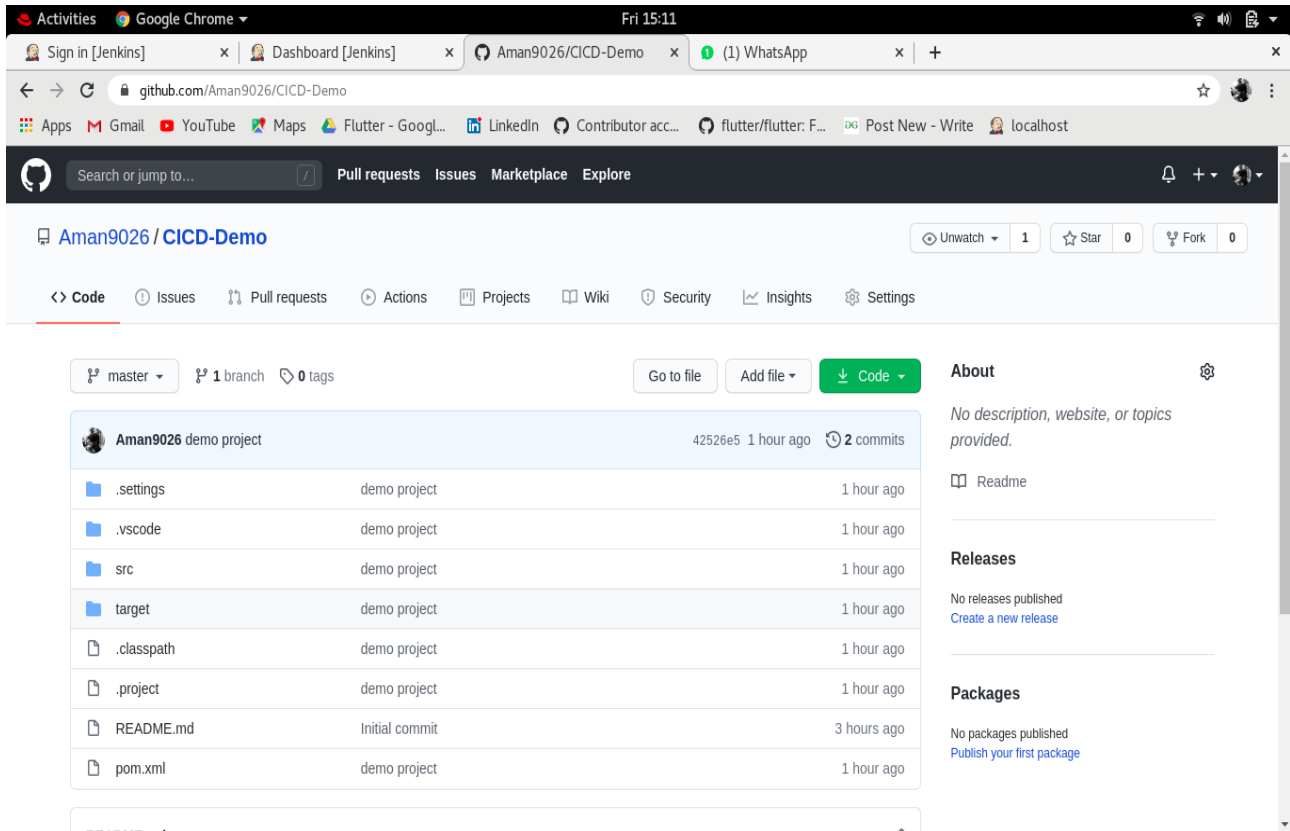 Activities Google Chrome Fri 15:11
Sign in [Jenkins] Dashboard [Jenkins] Aman9026/CICD-Demo (1) WhatsApp
github.com/Aman9026/CICD-Demo
Apps Gmail YouTube Maps Flutter - Googl... LinkedIn Contributor acc... flutter/flutter: F... Post New - Write localhost
Search or jump to... / Pull requests Issues Marketplace Explore
Aman9026 / CICD-Demo Unwatch 1 Star 0 Fork 0
Code Issues Pull requests Actions Projects Wiki Security Insights Settings
master 1 branch 0 tags Go to file Add file Code
Aman9026 demo project 42526e5 1 hour ago 2 commits
.settings demo project 1 hour ago
.vscode demo project 1 hour ago
src demo project 1 hour ago
target demo project 1 hour ago
.classpath demo project 1 hour ago
.project demo project 1 hour ago
README.md Initial commit 3 hours ago
pom.xml demo project 1 hour ago
About
No description, website, or topics
provided.
Readme
Releases
No releases published
Create a new release
Packages
No packages published
Publish your first package